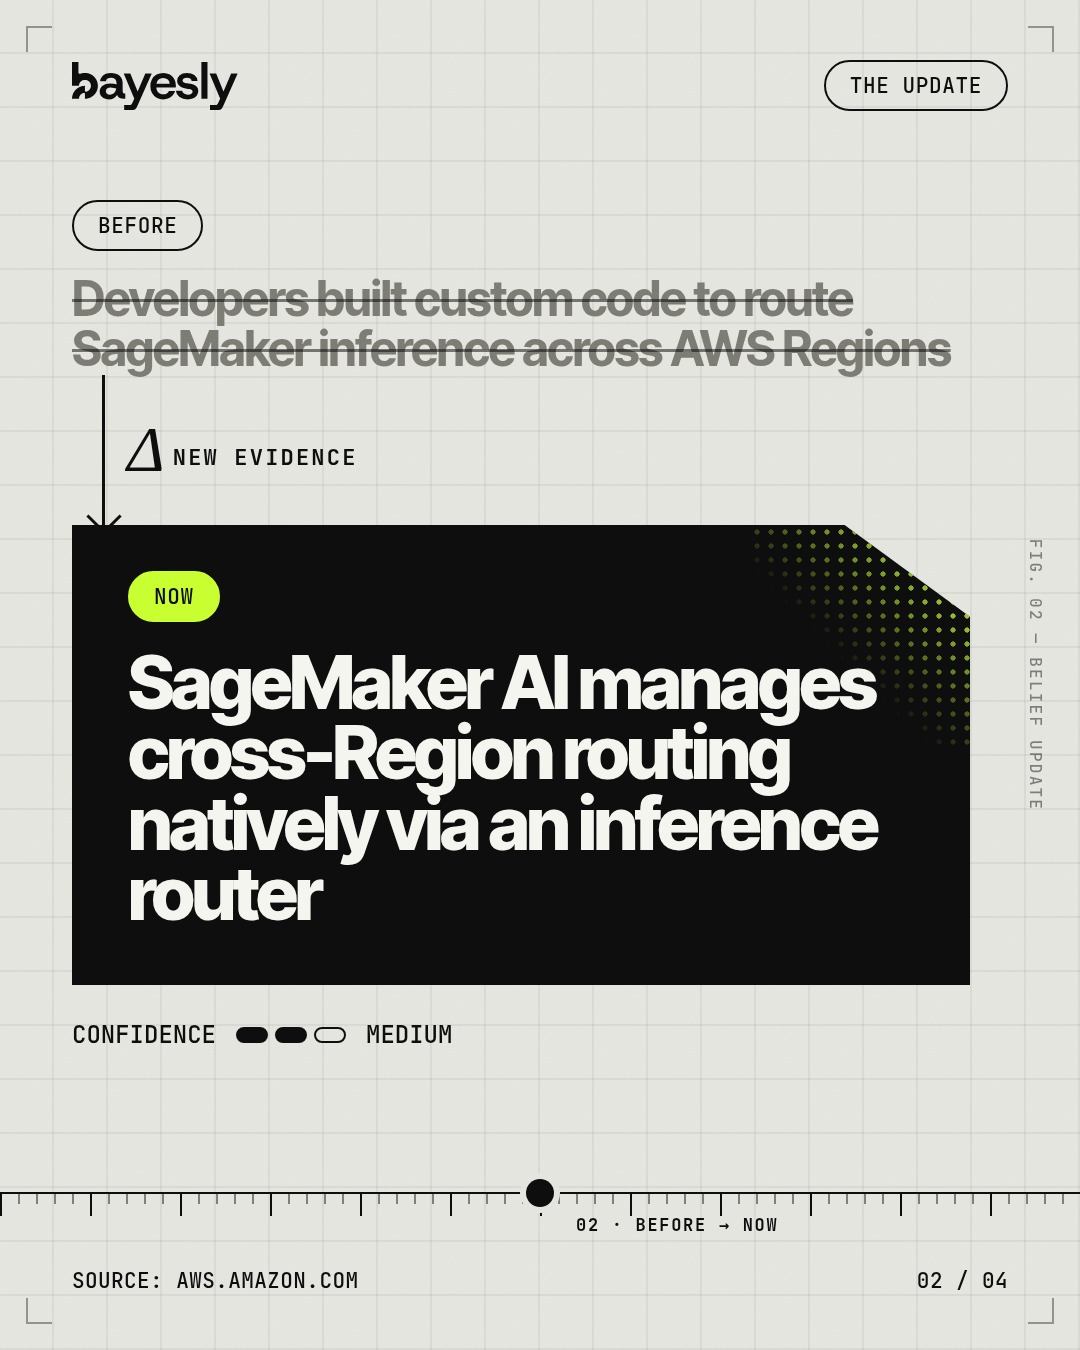 bayesly
THE UPDATE
BEFORE
Developers built custom code to route
SageMaker inference across AWS Regions
Δ NEW EVIDENCE
NOW
SageMaker AI manages
cross-Region routing
natively via an inference
router
FIG. 02 — BELIEF UPDATE
CONFIDENCE MEDIUM
02 · BEFORE → NOW
SOURCE: AWS.AMAZON.COM
02 / 04